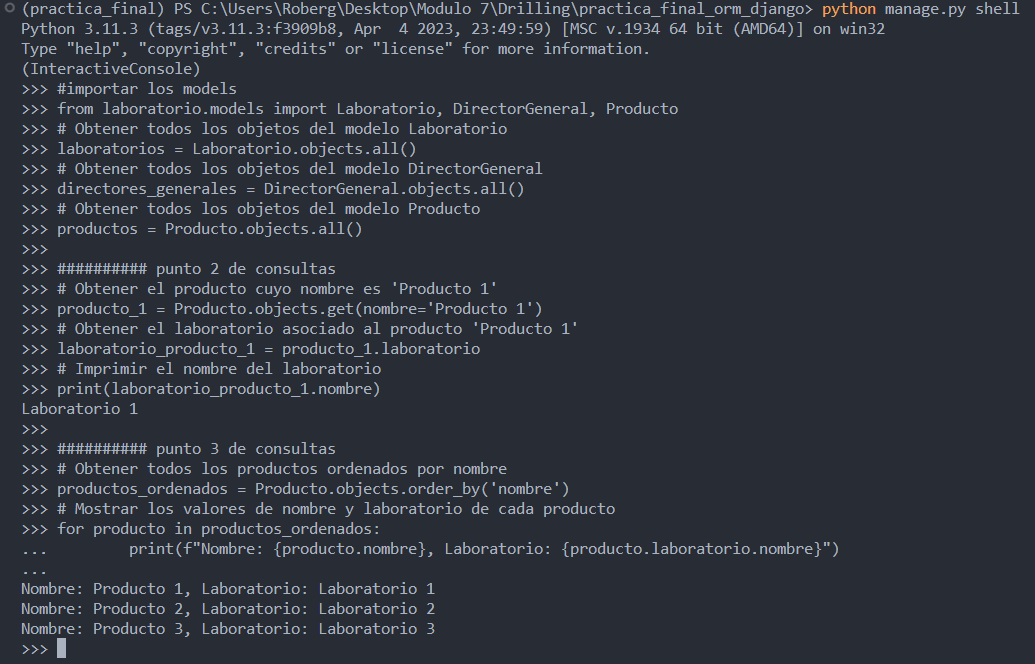 (practica_final) PS C:\Users\Roberg\Desktop\Modulo 7\Drilling\practica_final_orm_django> python manage.py shell
Python 3.11.3 (tags/v3.11.3:f3909b8, Apr  4 2023, 23:49:59) [MSC v.1934 64 bit (AMD64)] on win32
Type "help", "copyright", "credits" or "license" for more information.
(InteractiveConsole)
>>> #importar los models
>>> from laboratorio.models import Laboratorio, DirectorGeneral, Producto
>>> # Obtener todos los objetos del modelo Laboratorio
>>> laboratorios = Laboratorio.objects.all()
>>> # Obtener todos los objetos del modelo DirectorGeneral
>>> directores_generales = DirectorGeneral.objects.all()
>>> # Obtener todos los objetos del modelo Producto
>>> productos = Producto.objects.all()
>>>
>>> ########## punto 2 de consultas
>>> # Obtener el producto cuyo nombre es 'Producto 1'
>>> producto_1 = Producto.objects.get(nombre='Producto 1')
>>> # Obtener el laboratorio asociado al producto 'Producto 1'
>>> laboratorio_producto_1 = producto_1.laboratorio
>>> # Imprimir el nombre del laboratorio
>>> print(laboratorio_producto_1.nombre)
Laboratorio 1
>>>
>>> ########## punto 3 de consultas
>>> # Obtener todos los productos ordenados por nombre
>>> productos_ordenados = Producto.objects.order_by('nombre')
>>> # Mostrar los valores de nombre y laboratorio de cada producto
>>> for producto in productos_ordenados:
...         print(f"Nombre: {producto.nombre}, Laboratorio: {producto.laboratorio.nombre}")
...
Nombre: Producto 1, Laboratorio: Laboratorio 1
Nombre: Producto 2, Laboratorio: Laboratorio 2
Nombre: Producto 3, Laboratorio: Laboratorio 3
>>>